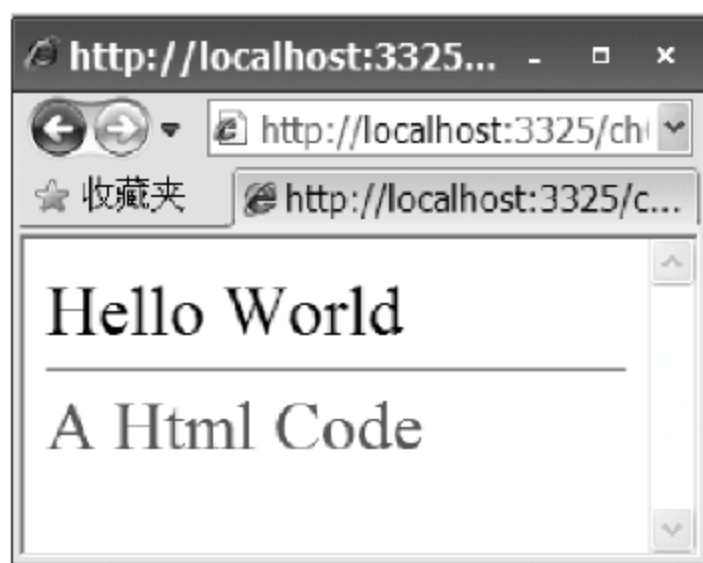 http://localhost:3325...
http://localhost:3325/ch
收藏夹
http://localhost:3325/c...
Hello World
A Html Code